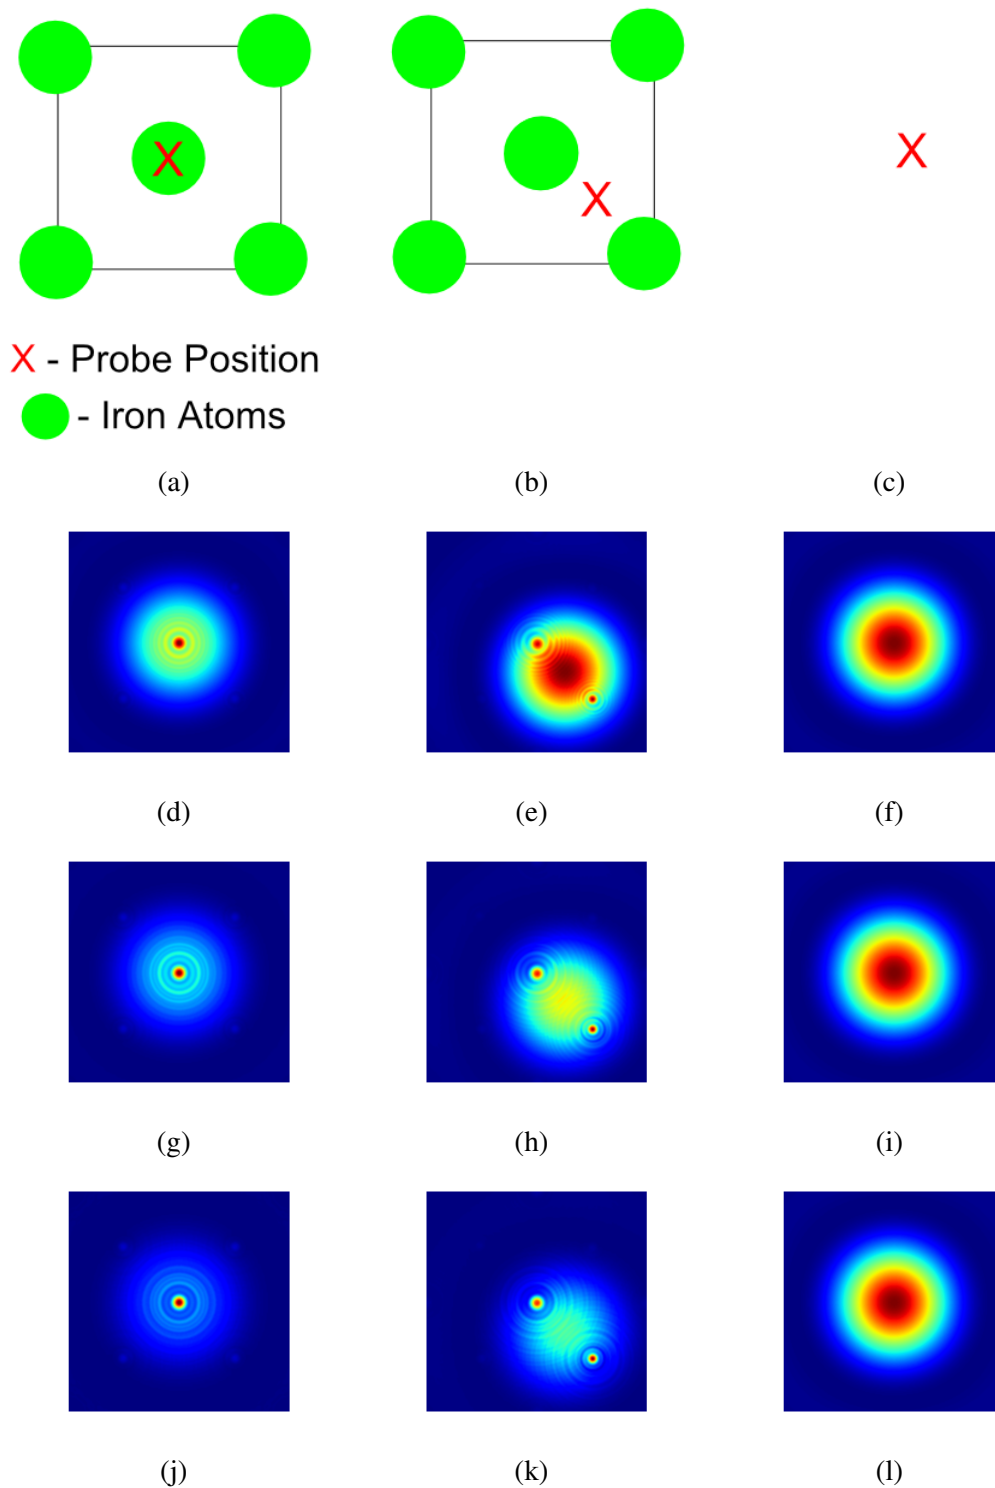 X
X
X
X - Probe Position
- Iron Atoms
(a) (b) (c)
(d) (e) (f)
(g) (h) (i)
(j) (k) (l)